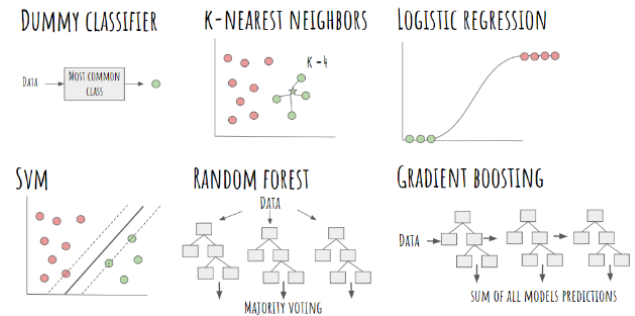 Dummy classifier
K-nearest neighbors
Logistic regression
Data
Most common
class
K = 4
SVM
Random forest
Gradient boosting
Data
Data
Majority voting
sum of all models predictions